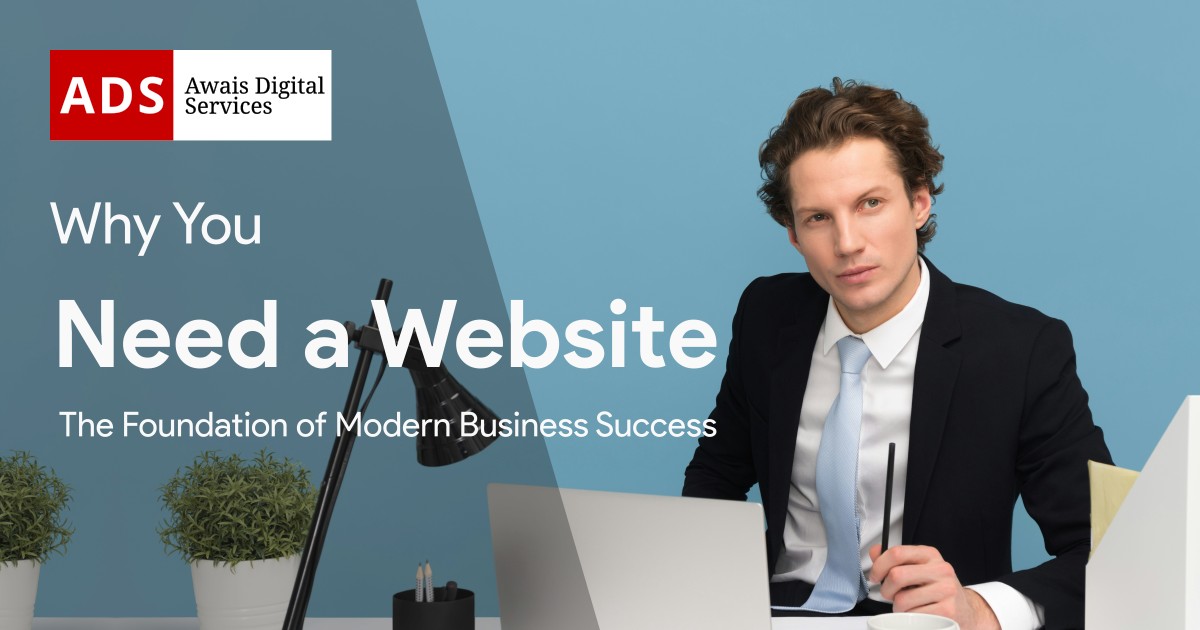 ADS
Awais Digital
Services
Why You
Need a Website
The Foundation of Modern Business Success